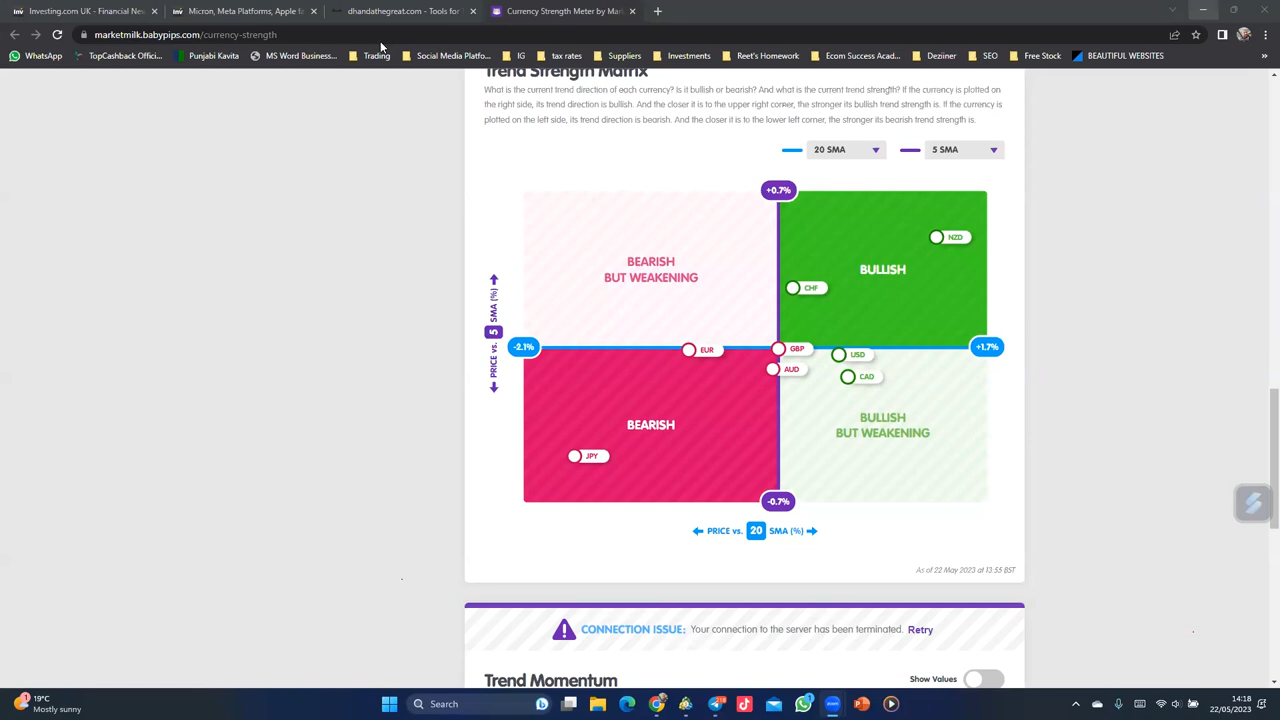 Investing.com UK - Financial Ne
MetaTrader 5 Platforms, Apple i
dhandathegreat.com - Tools for
Currency Strength Meter by Mar
marketmilk.babypips.com/currency-strength
WhatsApp
TopCashback Offici...
Punjabi Kavita
MS Word Business...
Trading
Social Media Platfo...
IG
tax rates
Suppliers
Investments
Reet's Homework
Ecom Success Acad...
Deziiner
SEO
Free Stock
BEAUTIFUL WEBSITES
Trend Strength Matrix
What is the current trend direction of each currency? Is it bullish or bearish? And what is the current trend strength? If the currency is plotted on
the right side, its trend direction is bullish. And the closer it is to the upper right corner, the stronger its bullish trend strength is. If the currency is
plotted on the left side, its trend direction is bearish. And the closer it is to the lower left corner, the stronger its bearish trend strength is.
20 SMA
5 SMA
+0.7%
NZD
BEARISH
BUT WEAKENING
BULLISH
CHF
PRICE vs. 5 SMA (%)
-2.1%
EUR
GBP
USD
+1.7%
AUD
CAD
BEARISH
BULLISH
BUT WEAKENING
JPY
-0.7%
PRICE vs. 20 SMA (%)
As of 22 May 2023 at 13:55 BST
CONNECTION ISSUE: Your connection to the server has been terminated. Retry
Trend Momentum
Show Values
1
19°C
Mostly sunny
Search
218
1
14:18
22/05/2023